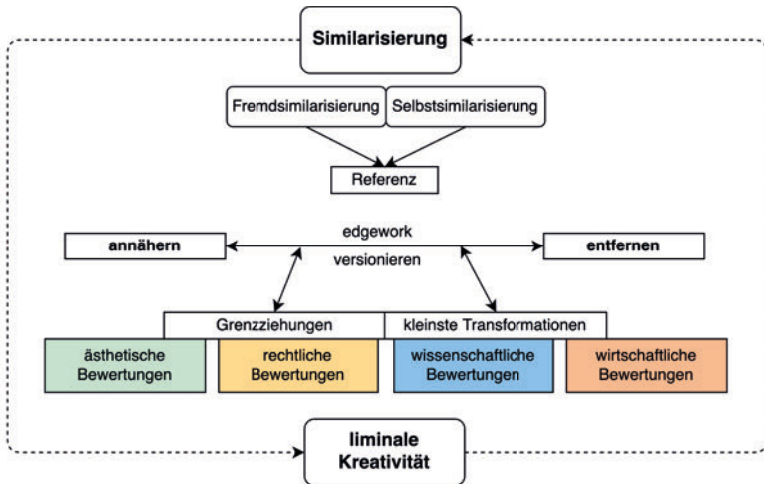 Similarisierung
Fremdsimilarisierung
Selbstsimilarisierung
Referenz
edgework
annähern
entfernen
versionieren
Grenzziehungen
kleinste Transformationen
ästhetische
Bewertungen
rechtliche
Bewertungen
wissenschaftliche
Bewertungen
wirtschaftliche
Bewertungen
liminale
Kreativität